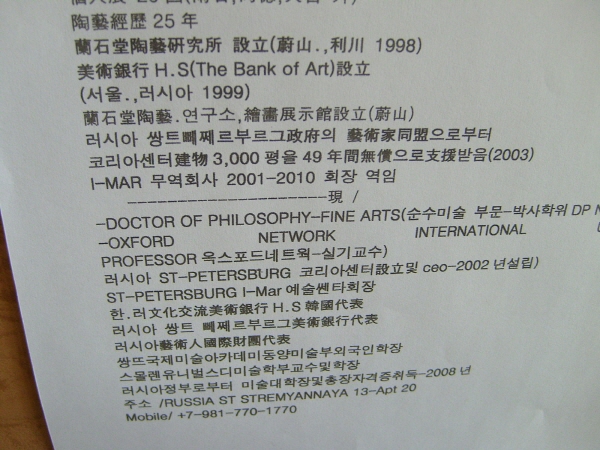 陶藝經歷 25 年
蘭石堂陶藝硏究所 設立(蔚山.,利川 1998)
美術銀行 H.S(The Bank of Art)設立
(서울.,러시아 1999)
蘭石堂陶藝.연구소,繪畫展示館設立(蔚山)
러시아 쌍트빼쩨르부르그政府의 藝術家同盟으로부터
코리아센터建物 3,000 평을 49 年間無償으로支援받음(2003)
I-MAR 무역회사 2001-2010 회장 역임
--------------------現 /
-DOCTOR OF PHILOSOPHY-FINE ARTS(순수미술 부문-박사학위 DP
-OXFORD NETWORK INTERNATIONAL
PROFESSOR 옥스포드네트웍-실기교수)
러시아 ST-PETERSBURG 코리아센터設立및 ceo-2002 년설립)
ST-PETERSBURG I-Mar 예술쎈타회장
한.러文化交流美術銀行 H.S 韓國代表
러시아 쌍트 빼쩨르부르그美術銀行代表
러시아藝術人國際財團代表
쌍뜨국제미술아카데미동양미술부외국인학장
스몰렌유니벌스디미술학부교수및학장
러시아정부로부터 미술대학장및총장자격증취득-2008 년
주소 /RUSSIA ST STREMYANNAYA 13-Apt 20
Mobile/ +7-981-770-1770